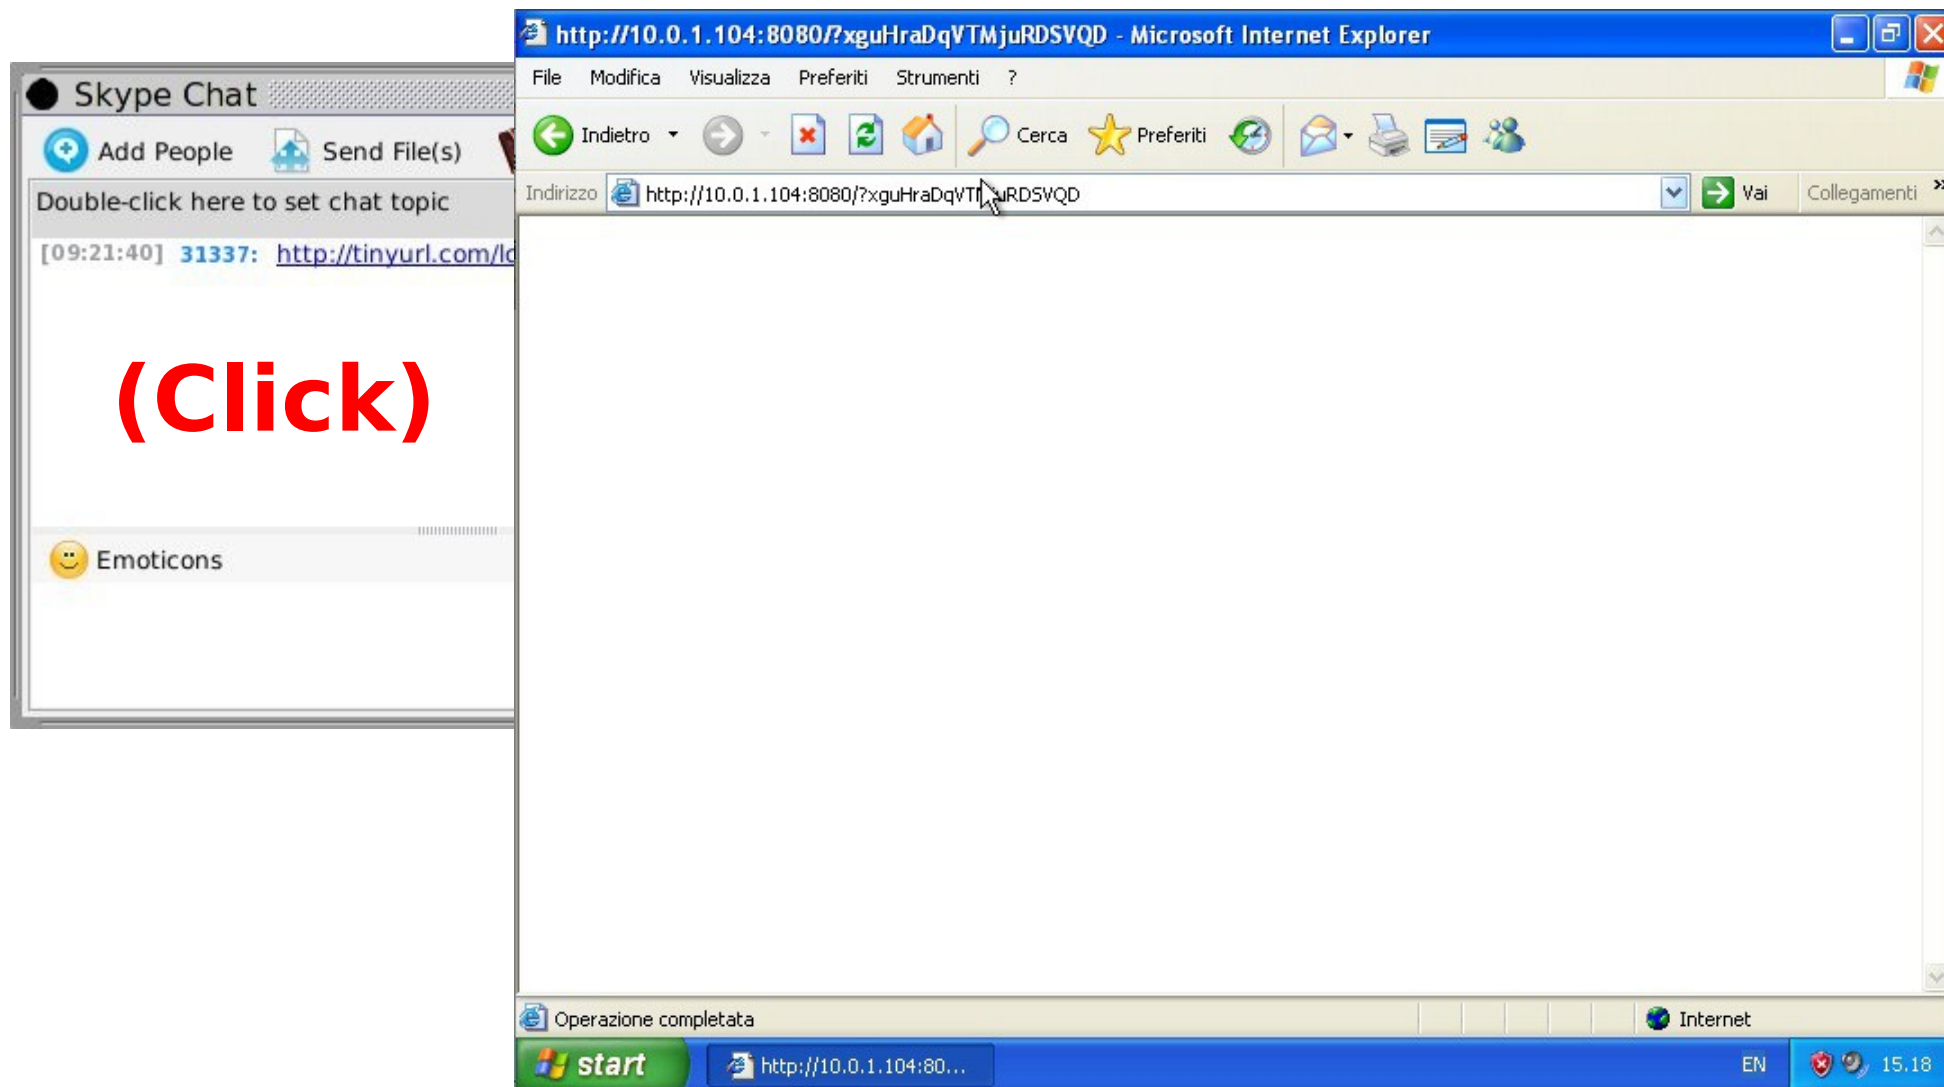 Skype Chat
Add People Send File(s)
Double-click here to set chat topic
[09:21:40] 31337: http://tinyurl.com/
(Click)
Emoticons
http://10.0.1.104:8080/?xguHraDqVTMjuRDSVQD - Microsoft Internet Explorer
File Modifica Visualizza Preferiti Strumenti ?
Indietro Cerca Preferiti
Indirizzo http://10.0.1.104:8080/?xguHraDqVTMjuRDSVQD Vai Collegamenti »
Operazione completata Internet
start http://10.0.1.104:80... EN 15.18